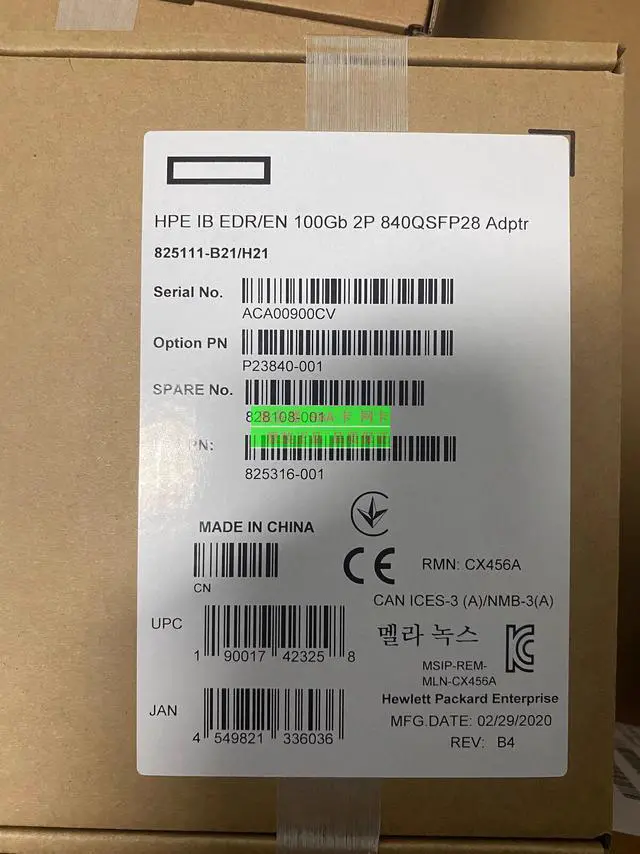 HPE IB EDR/EN 100Gb 2P 840QSFP28 Adptr
825111-B21/H21
Serial No.
ACA00900CV
Option PN
P23840-001
SPARE No.
828108-001
PN:
825316-001
MADE IN CHINA
CN
RMN: CX456A
CAN ICES-3 (A)/NMB-3(A)
UPC
1 90017 42325 8
멜라녹스
MSIP-REM-
MLN-CX456A
Hewlett Packard Enterprise
JAN
4 549821 336036
MFG.DATE: 02/29/2020
REV: B4